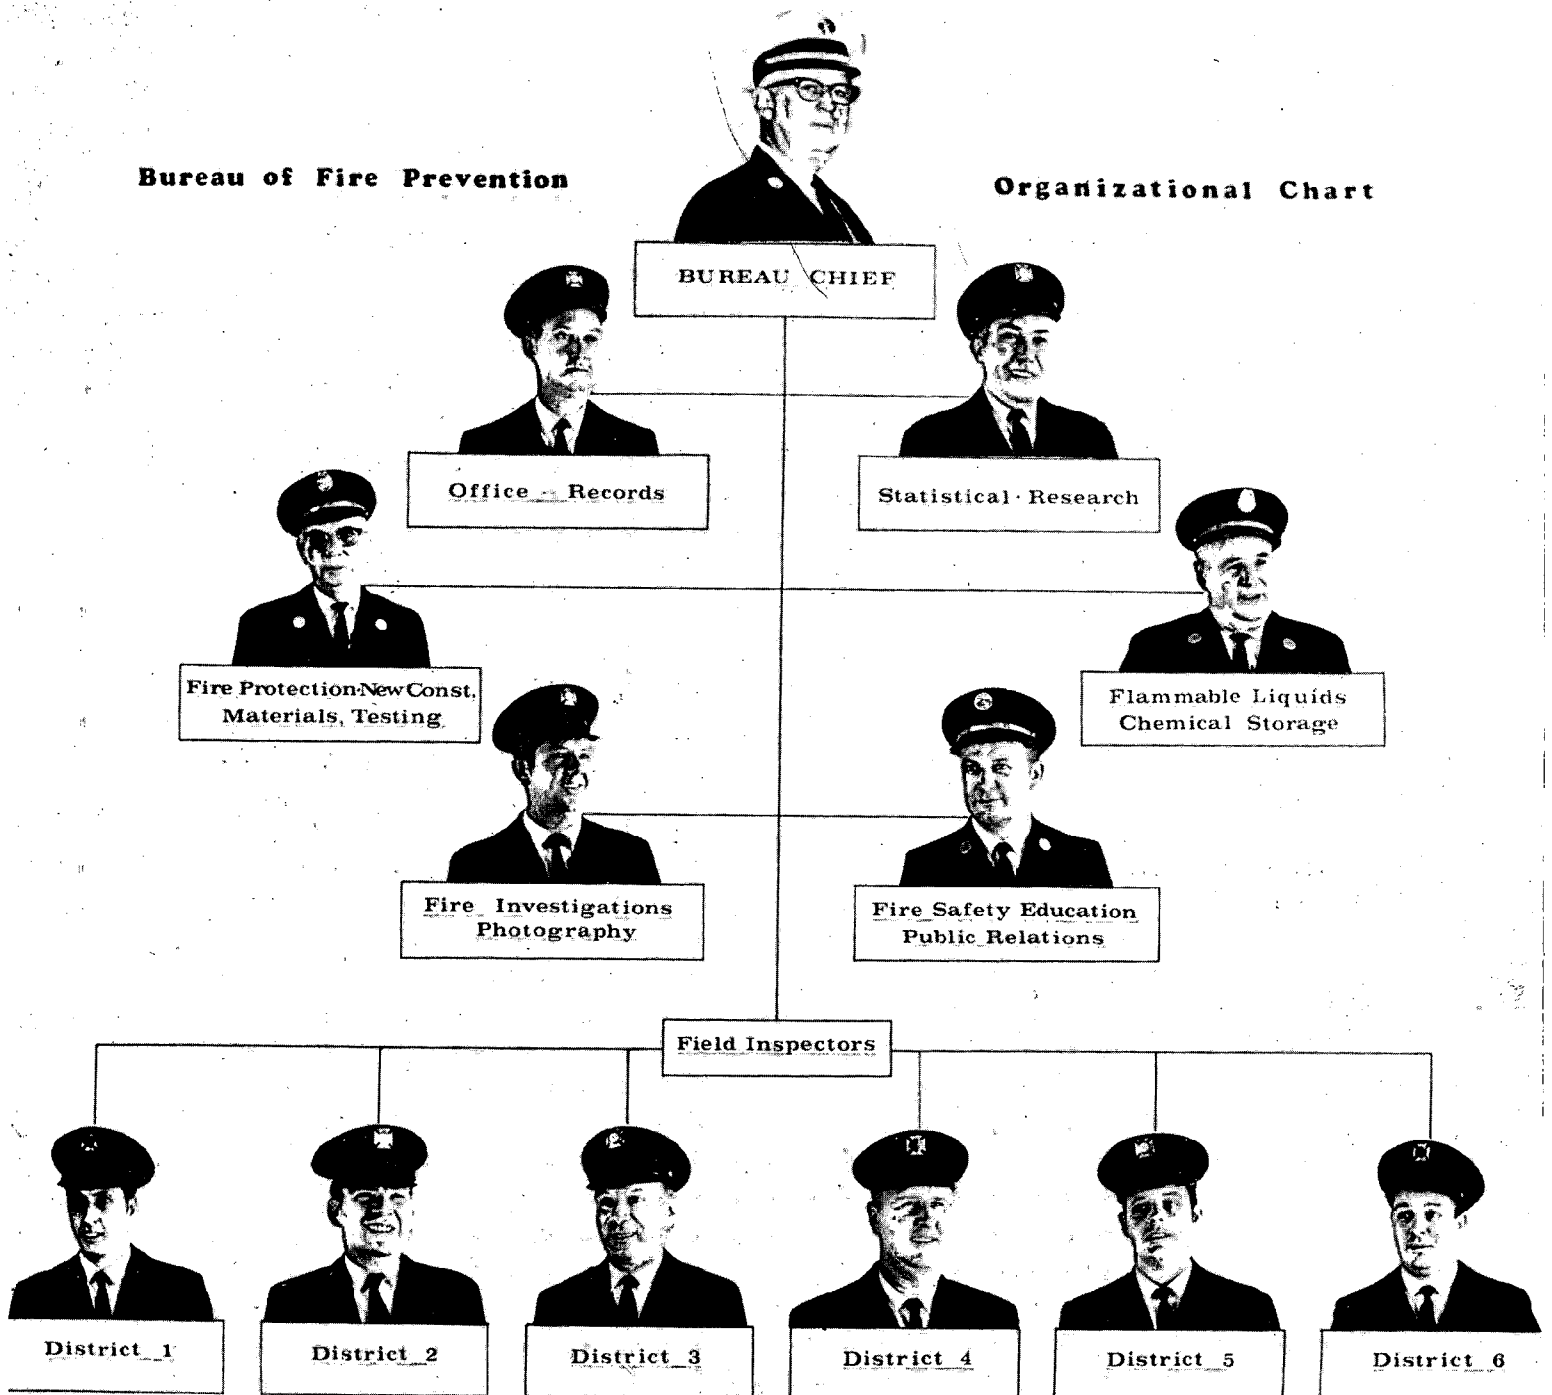 Bureau of Fire Prevention
Organizational Chart
BUREAU CHIEF
Office - Records
Statistical · Research
Fire Protection-New Const.
Materials, Testing
Flammable Liquids
Chemical Storage
Fire Investigations
Photography
Fire Safety Education
Public Relations
Field Inspectors
District 1
District 2
District 3
District 4
District 5
District 6